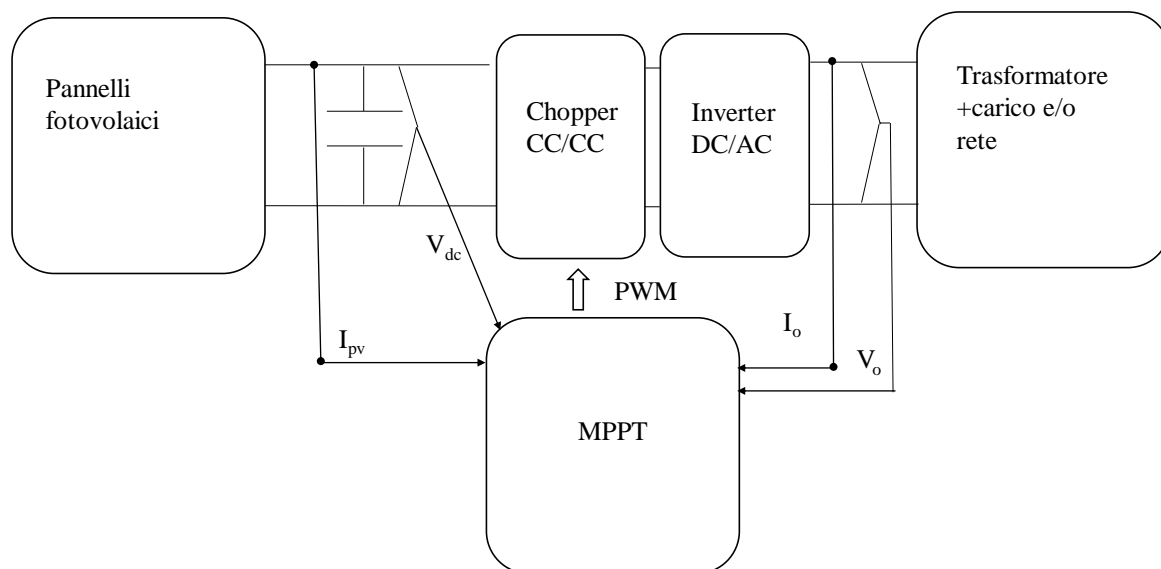 Pannelli
fotovolaici
Chopper
CC/CC
Inverter
DC/AC
Trasformatore
+carico e/o
rete
V_dc
PWM
I_pv
I_o
V_o
MPPT